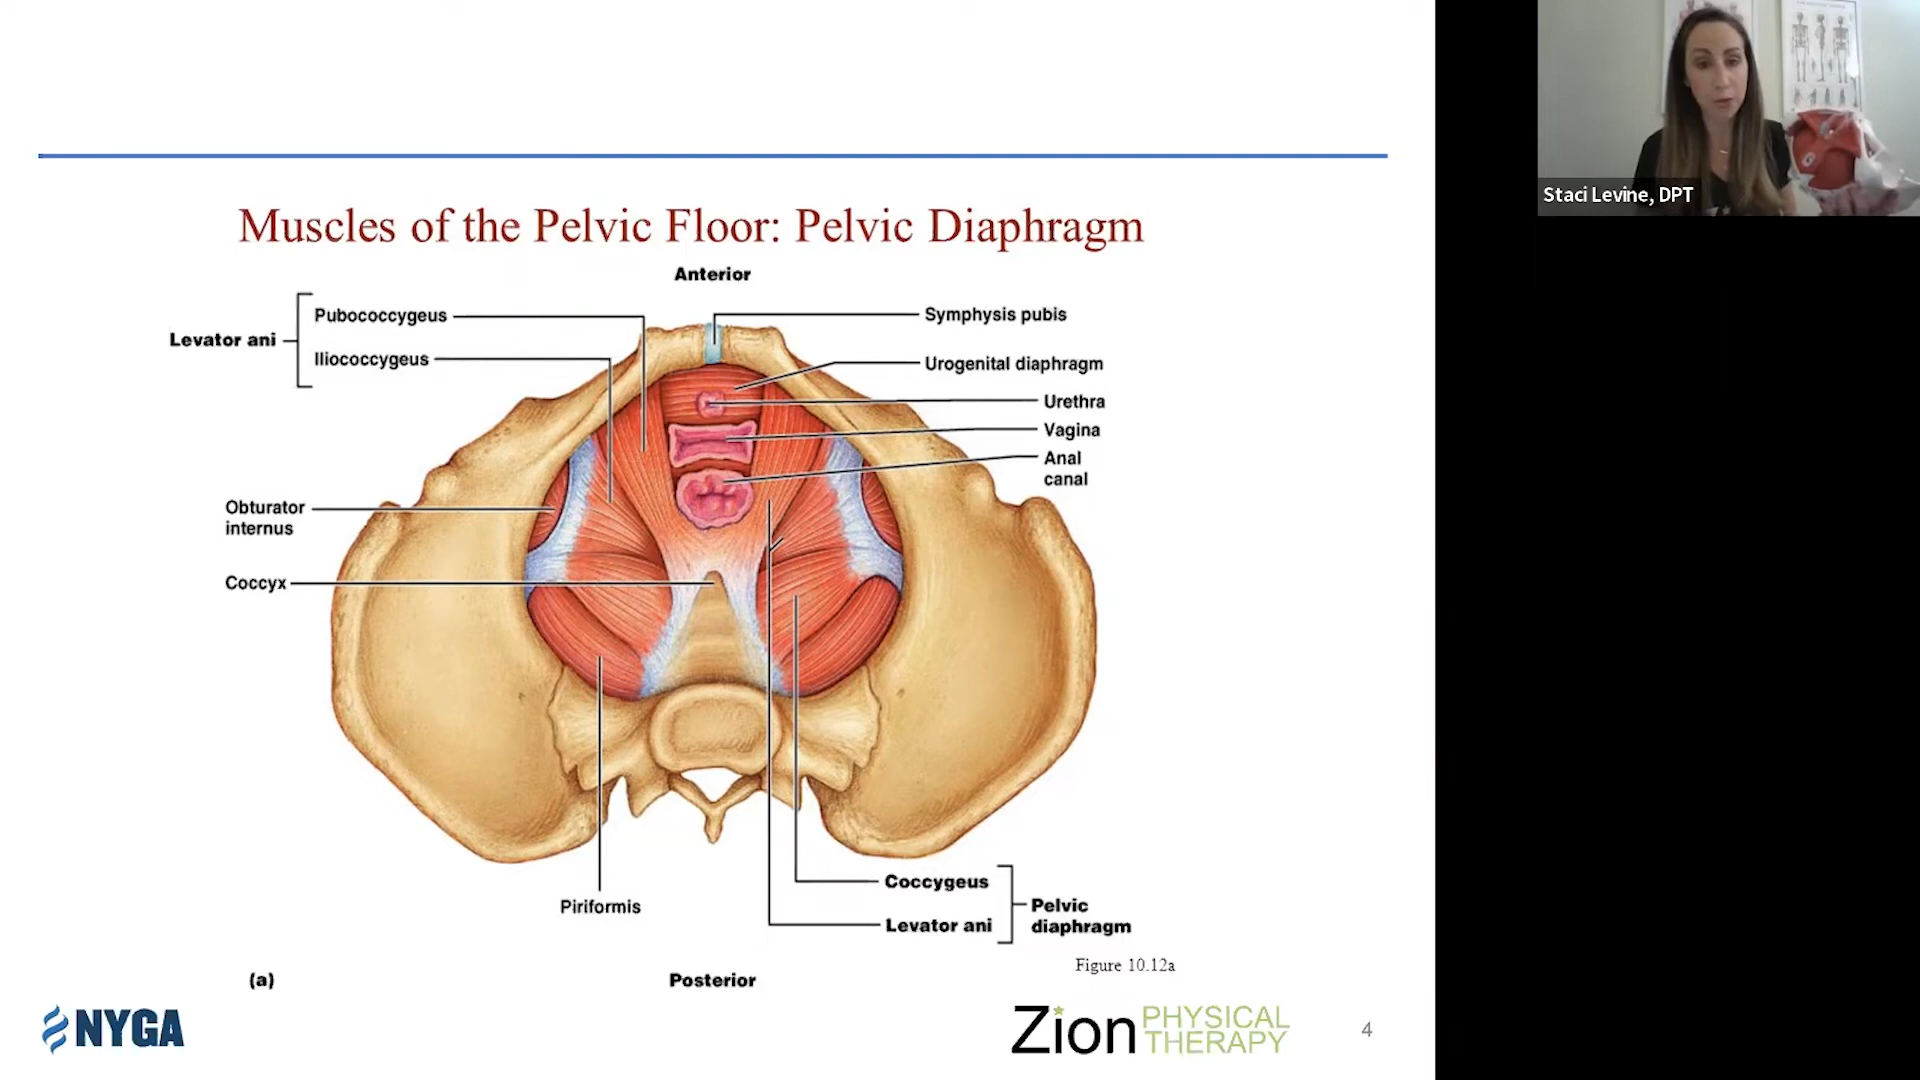 Staci Levine, DPT
Muscles of the Pelvic Floor: Pelvic Diaphragm
Anterior
Levator ani
Pubococcygeus
Iliococcygeus
Symphysis pubis
Urogenital diaphragm
Urethra
Vagina
Anal
canal
Obturator
internus
Coccyx
Piriformis
Coccygeus
Levator ani
Pelvic
diaphragm
Figure 10.12a
(a)
Posterior
NYGA
Zion PHYSICAL
THERAPY
4